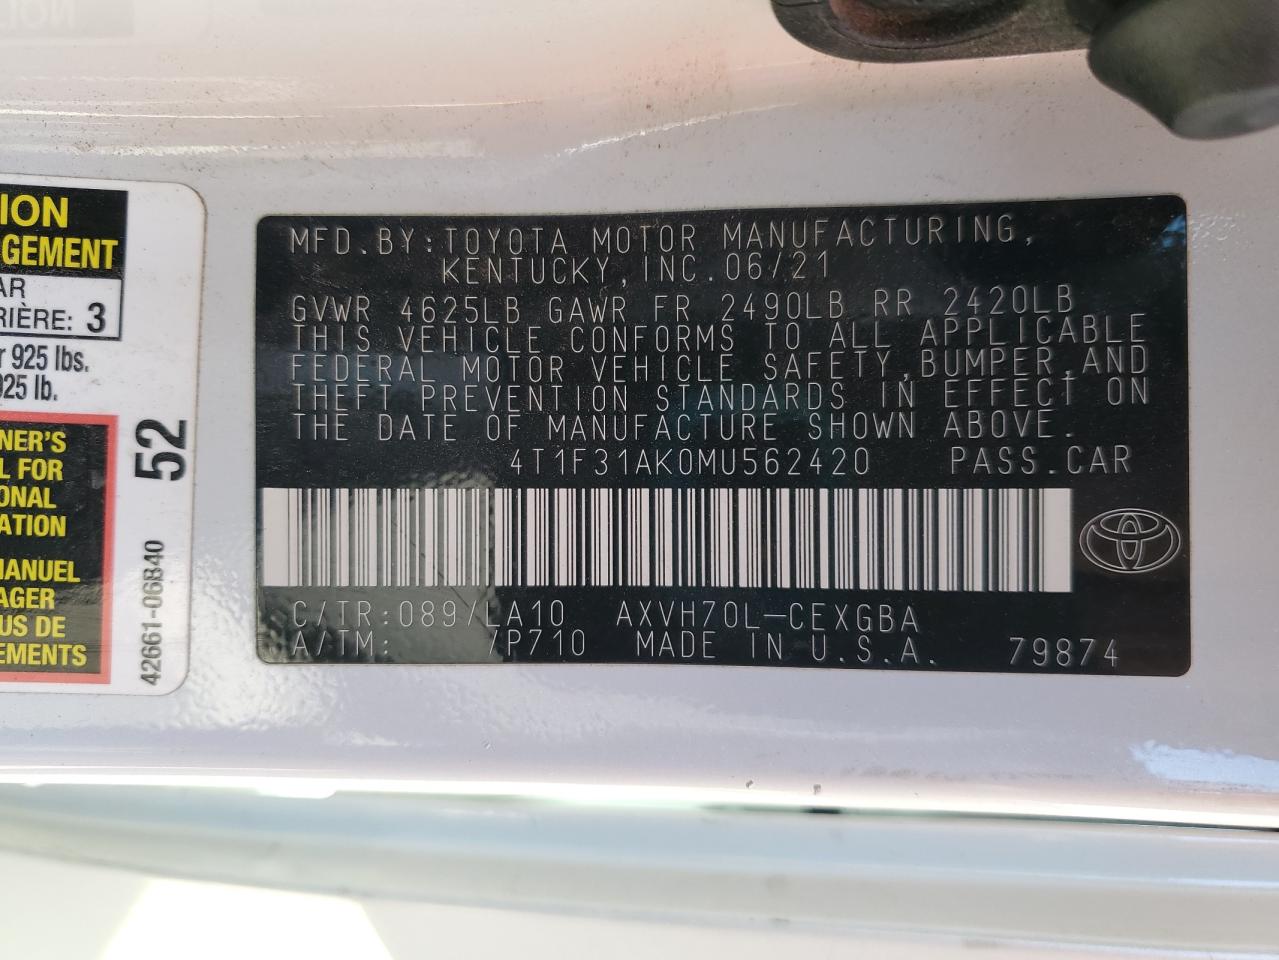 ION
GEMENT
AR
RIÈRE: 3
r 925 lbs.
925 lb.
NER'S
L FOR
ONAL
ATION
MANUEL
AGER
US DE
EMENTS
52
42661-06B40
MFD.BY:TOYOTA MOTOR MANUFACTURING,
KENTUCKY,INC.06/21
GVWR 4625LB GAWR FR 2490LB RR 2420LB
THIS VEHICLE CONFORMS TO ALL APPLICABLE
FEDERAL MOTOR VEHICLE SAFETY,BUMPER,AND
THEFT PREVENTION STANDARDS IN EFFECT ON
THE DATE OF MANUFACTURE SHOWN ABOVE.
4T1F31AK0MU562420 PASS.CAR
C/TR:089/LA10 AXVH70L-CEXGBA
A/TM: /P710 MADE IN U.S.A. 79874